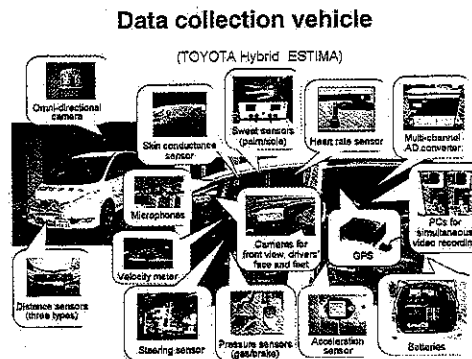 Data collection vehicle
(TOYOTA Hybrid ESTIMA)
Omni-directional
camera
Skin conductance
sensor
Sweat sensors
(palm/sole)
Heart rate sensor
Multi-channel
AD converter
Microphones
Cameras for
front view, drivers'
face and feet
GPS
PCs for
simultaneous
video recording
Velocity meter
Distance sensors
(three types)
Steering sensor
Pressure sensors
(gas/brake)
Acceleration
sensor
Batteries